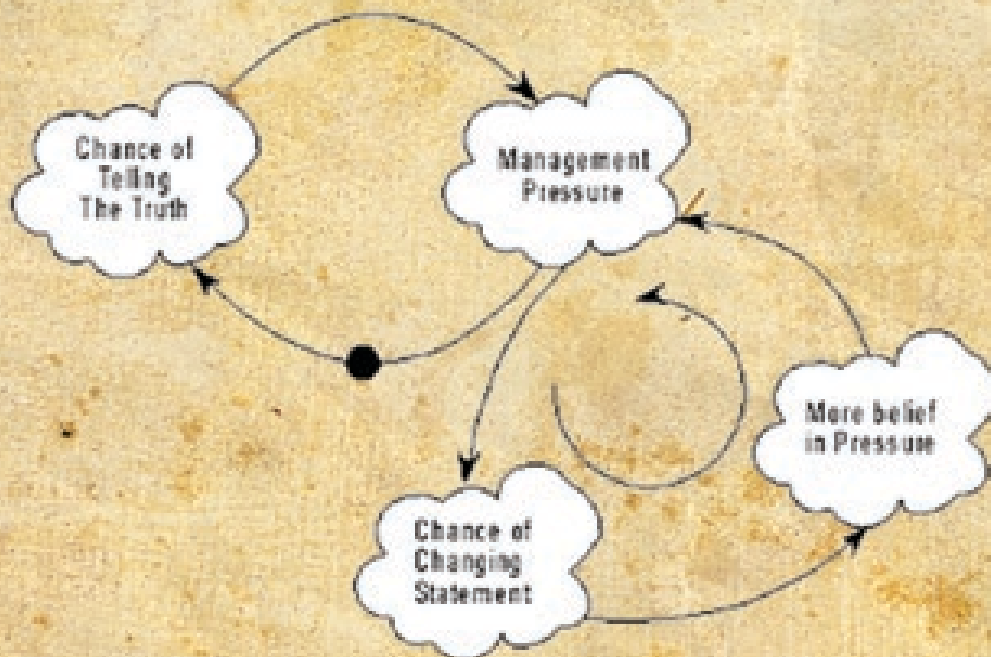 Chance of
Telling
The Truth
Management
Pressure
More belief
in Pressure
Chance of
Changing
Statement